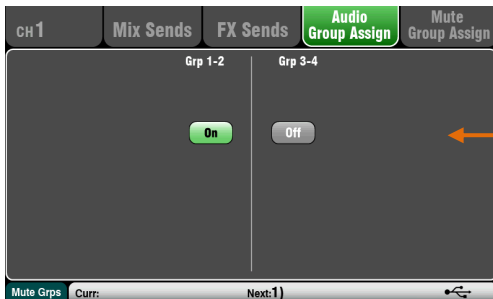 CH1 Mix Sends FX Sends Audio Group Assign Mute Group Assign
Grp 1-2 Grp 3-4
On Off
Mute Grps Curr: Next:1)